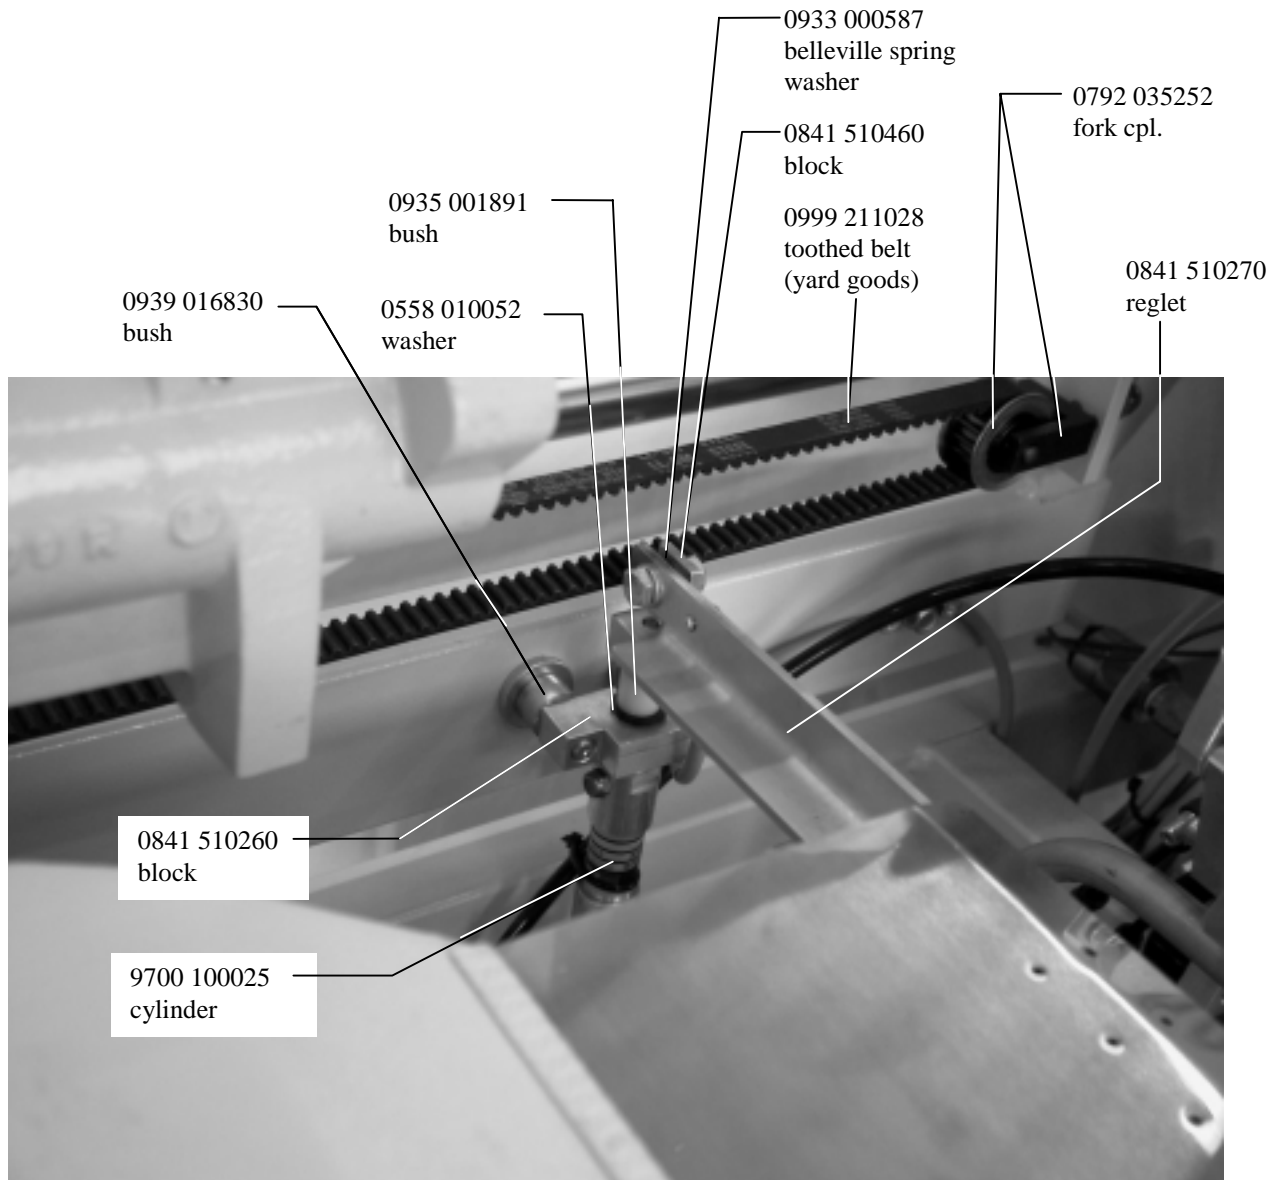 0933 000587
belleville spring
washer
0792 035252
fork cpl.
0841 510460
block
0935 001891
bush
0999 211028
toothed belt
(yard goods)
0841 510270
reglet
0939 016830
bush
0558 010052
washer
0841 510260
block
9700 100025
cylinder